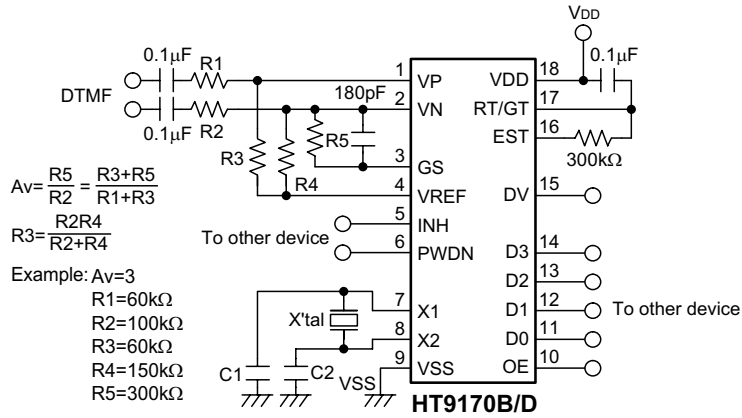 VDD
0.1μF
R1
1
VP
VDD
18
0.1μF
DTMF
180pF
2
VN
RT/GT
17
0.1μF
R2
R5
EST
16
R3
R4
3
GS
300kΩ
Av=R5/R2=R3+R5/R1+R3
4
VREF
DV
15
R3=R2R4/R2+R4
5
INH
To other device
6
PWDN
D3
14
Example: Av=3
R1=60kΩ
R2=100kΩ
R3=60kΩ
R4=150kΩ
R5=300kΩ
D2
13
7
X1
D1
12
To other device
X'tal
8
X2
D0
11
C1
C2
VSS
9
VSS
OE
10
HT9170B/D